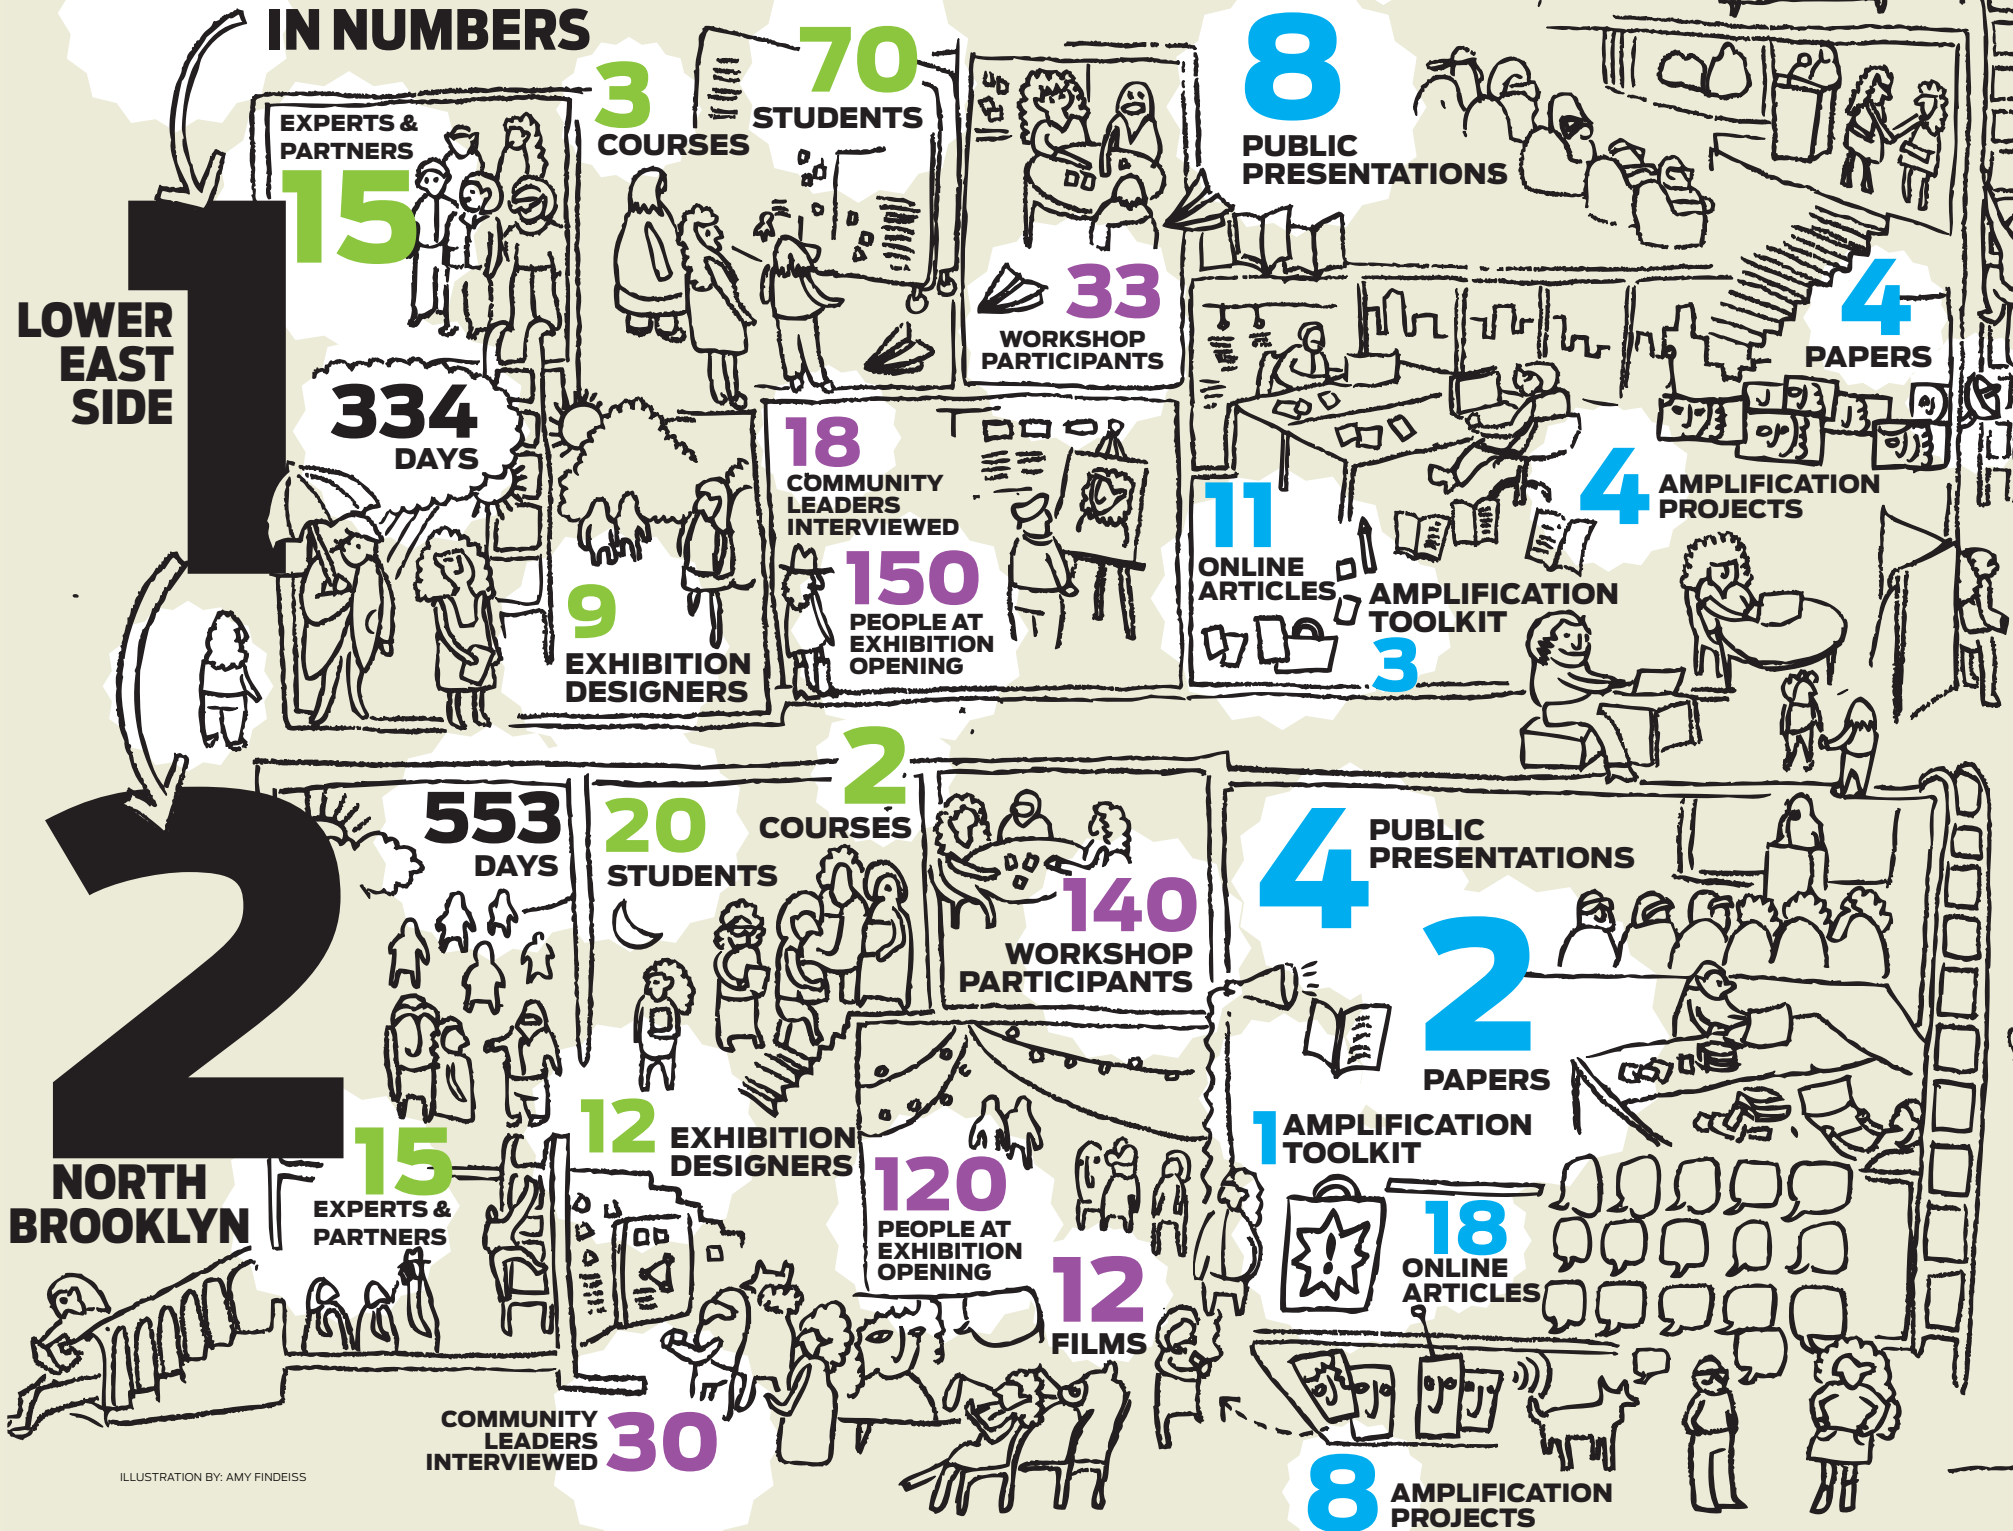 IN NUMBERS
1
LOWER
EAST
SIDE
EXPERTS &
PARTNERS
15
3
COURSES
70
STUDENTS
33
WORKSHOP
PARTICIPANTS
8
PUBLIC
PRESENTATIONS
4
PAPERS
334
DAYS
9
EXHIBITION
DESIGNERS
18
COMMUNITY
LEADERS
INTERVIEWED
150
PEOPLE AT
EXHIBITION
OPENING
11
ONLINE
ARTICLES
4
AMPLIFICATION
PROJECTS
AMPLIFICATION
TOOLKIT
3
2
NORTH
BROOKLYN
553
DAYS
20
STUDENTS
2
COURSES
140
WORKSHOP
PARTICIPANTS
4
PUBLIC
PRESENTATIONS
2
PAPERS
15
EXPERTS &
PARTNERS
12
EXHIBITION
DESIGNERS
120
PEOPLE AT
EXHIBITION
OPENING
12
FILMS
1
AMPLIFICATION
TOOLKIT
18
ONLINE
ARTICLES
COMMUNITY
LEADERS
INTERVIEWED
30
8
AMPLIFICATION
PROJECTS
ILLUSTRATION BY: AMY FINDEISS